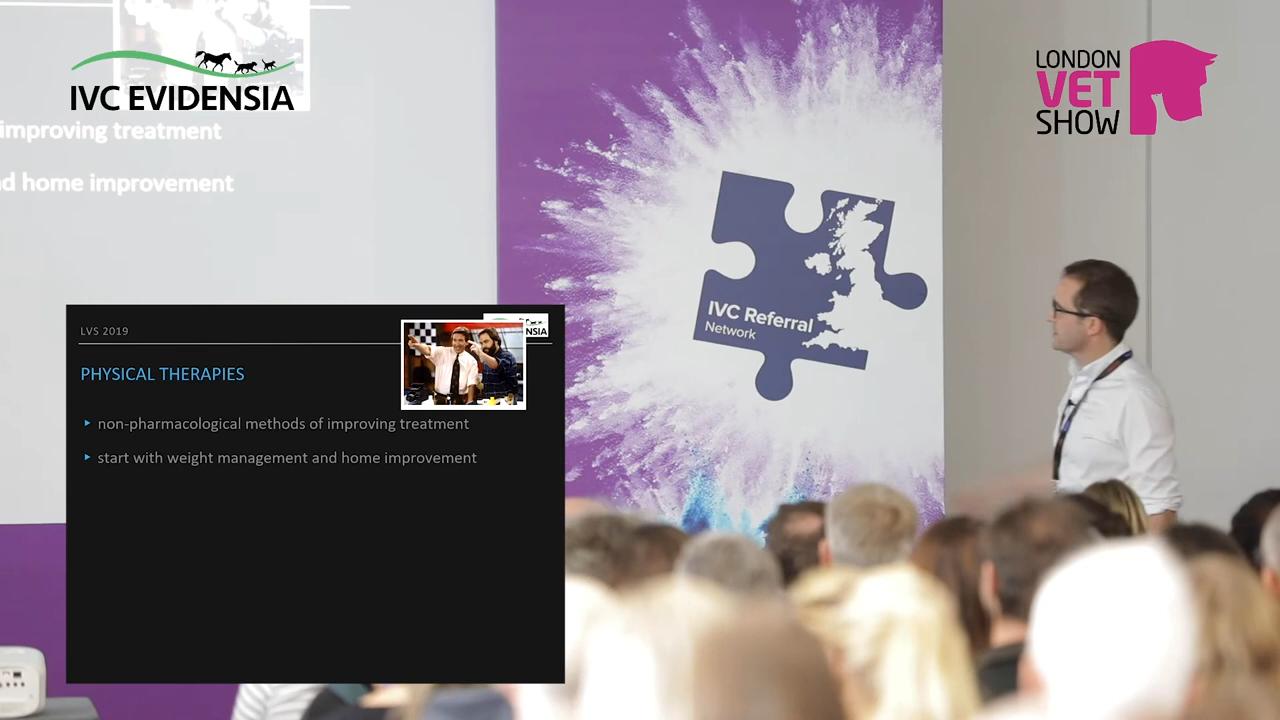 IVC EVIDENSIA
improving treatment
home improvement
LONDON
VET
SHOW
IVC Referral
Network
LVS 2019
NSIA
PHYSICAL THERAPIES
non-pharmacological methods of improving treatment
start with weight management and home improvement